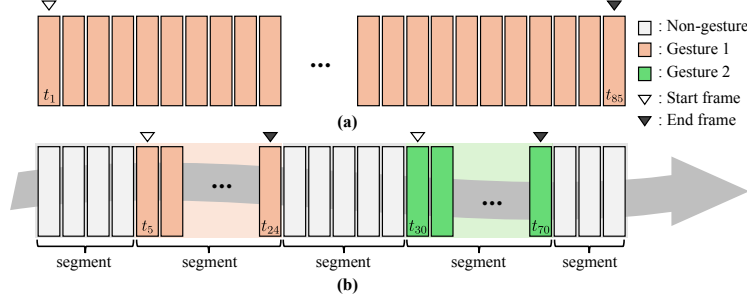 : Non-gesture
: Gesture 1
: Gesture 2
: Start frame
: End frame
t1 ... t85
(a)
t5 ... t24 t30 ... t70
segment segment segment segment segment
(b)